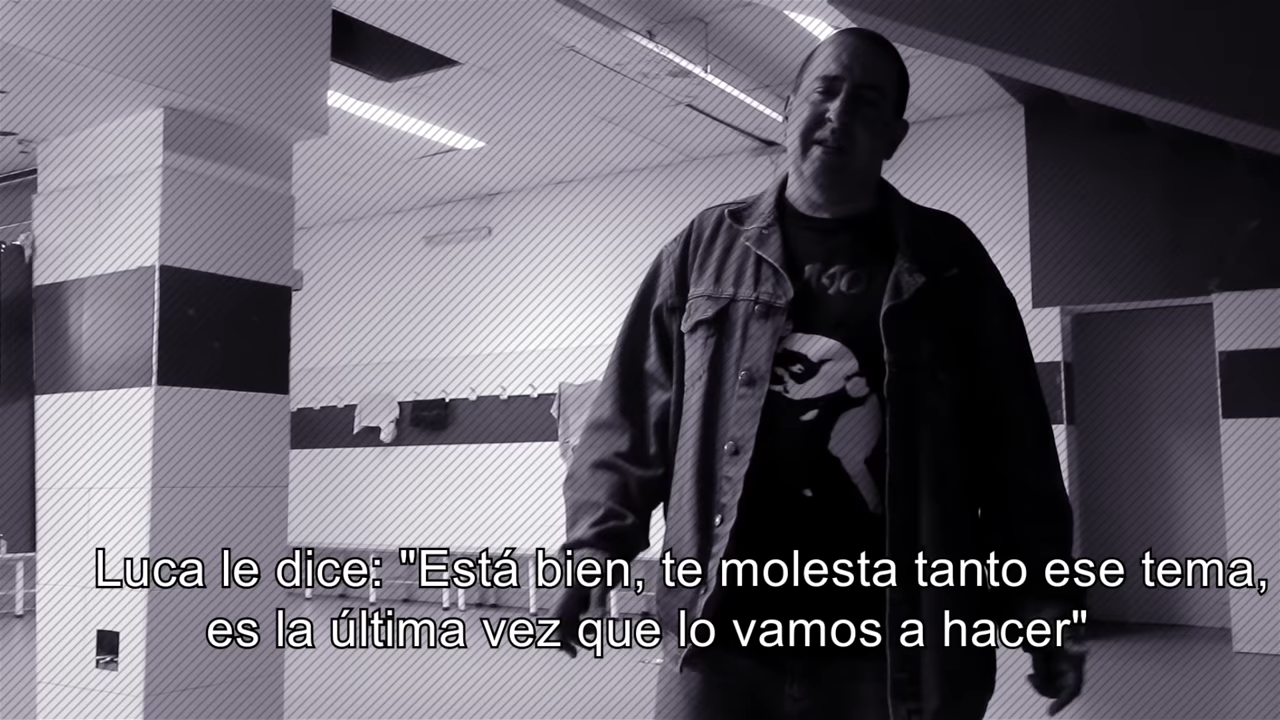 Luca le dice: "Está bien, te molesta tanto ese tema,
es la última vez que lo vamos a hacer"